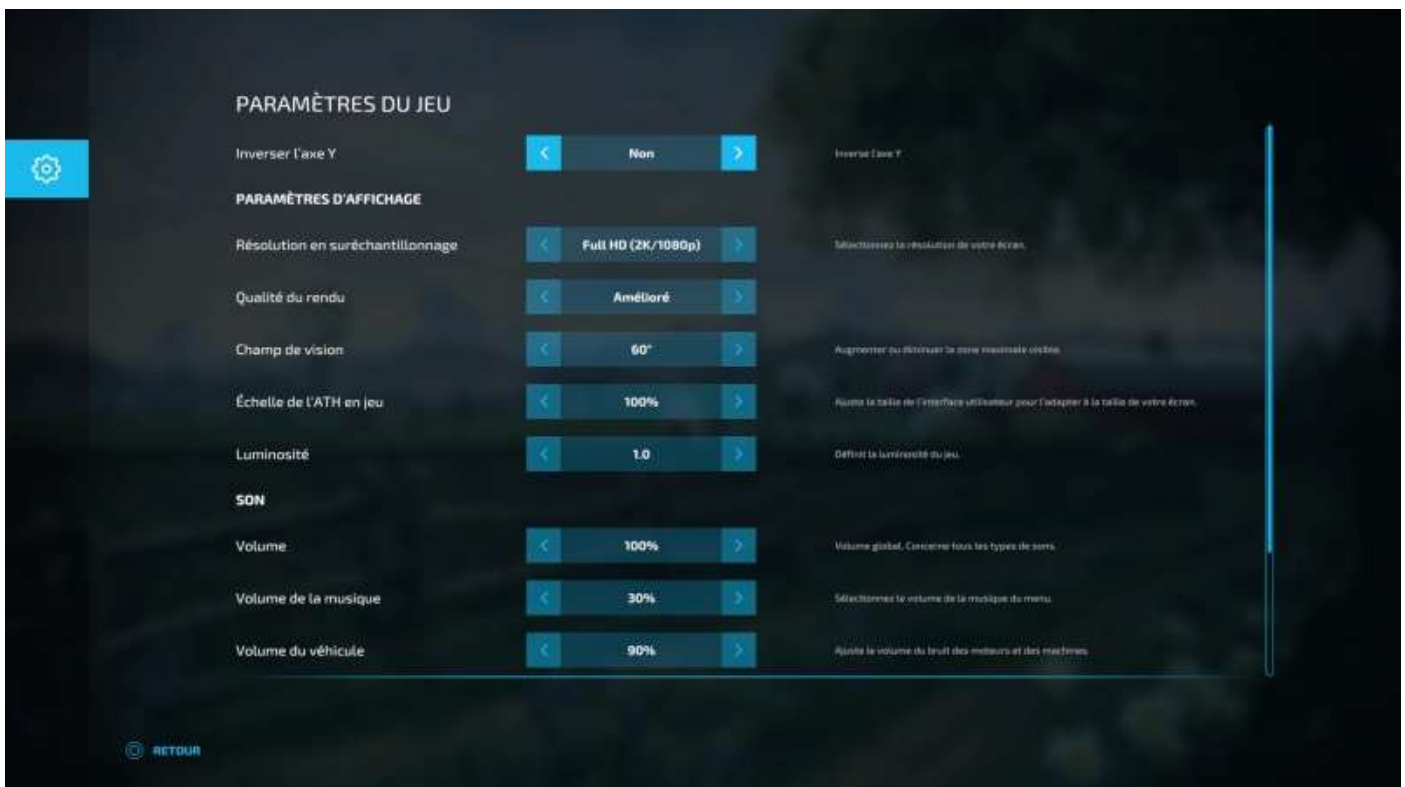 PARAMÈTRES DU JEU
Inverser l'axe Y Non Inverse l'axe Y
PARAMÈTRES D'AFFICHAGE
Résolution en suréchantillonnage Full HD (2K/1080p) Sélectionnez la résolution de votre écran.
Qualité du rendu Amélioré
Champ de vision 60° Augmenter ou diminuer la zone maximale visible.
Échelle de l'ATH en jeu 100% Ajuste la taille de l'interface utilisateur pour l'adapter à la taille de votre écran.
Luminosité 1.0 Définit la luminosité du jeu.
SON
Volume 100% Volume global. Concerne tous les types de sons.
Volume de la musique 30% Sélectionnez le volume de la musique du menu.
Volume du véhicule 90% Ajuste le volume du bruit des moteurs et des machines.
RETOUR